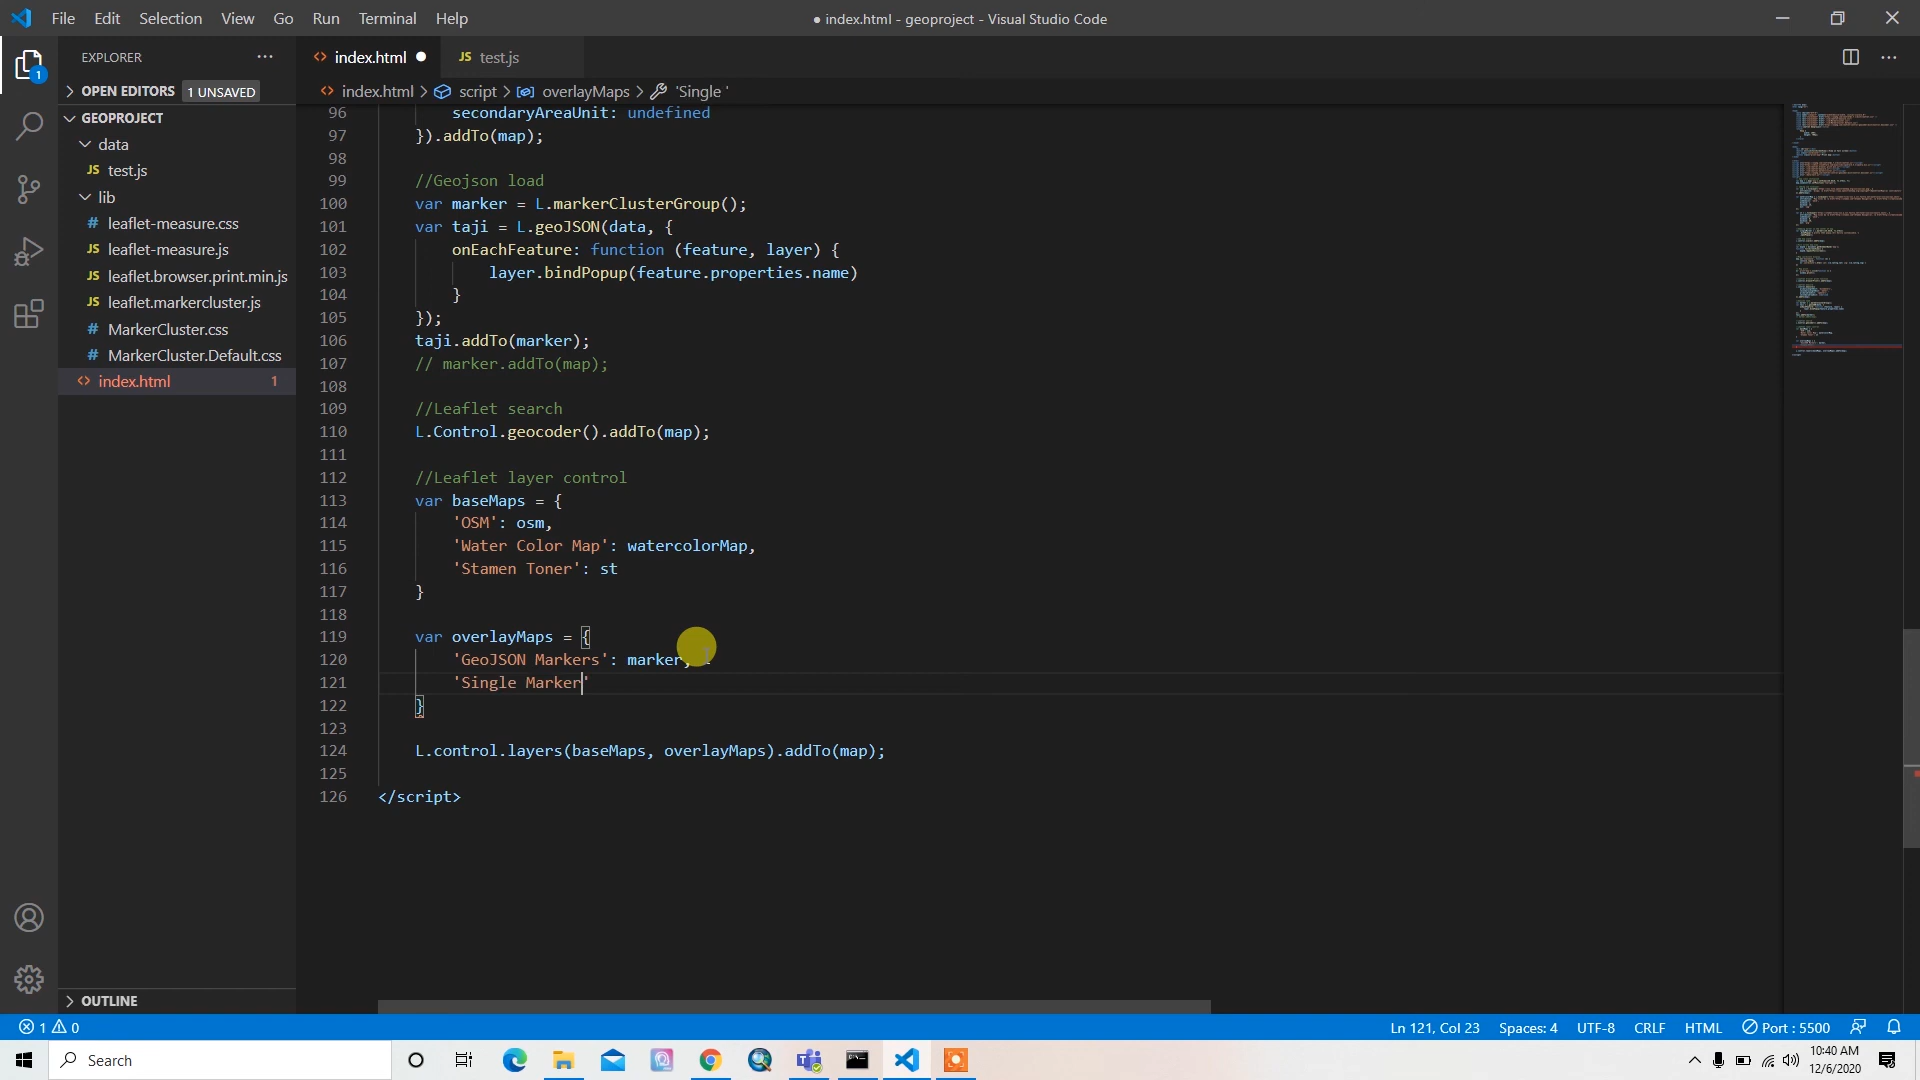 File Edit Selection View Go Run Terminal Help
● index.html - geoproject - Visual Studio Code
EXPLORER
index.html
JS test.js
OPEN EDITORS 1 UNSAVED
index.html > script > overlayMaps > 'Single '
GEOPROJECT
data
JS test.js
lib
# leaflet-measure.css
JS leaflet-measure.js
JS leaflet.browser.print.min.js
JS leaflet.markercluster.js
# MarkerCluster.css
# MarkerCluster.Default.css
index.html 1
1
OUTLINE
96 secondaryAreaUnit: undefined
97 }).addTo(map);
98
99 //Geojson load
100 var marker = L.markerClusterGroup();
101 var taji = L.geoJSON(data, {
102 onEachFeature: function (feature, layer) {
103 layer.bindPopup(feature.properties.name)
104 }
105 });
106 taji.addTo(marker);
107 // marker.addTo(map);
108
109 //Leaflet search
110 L.Control.geocoder().addTo(map);
111
112 //Leaflet layer control
113 var baseMaps = {
114 'OSM': osm,
115 'Water Color Map': watercolorMap,
116 'Stamen Toner': st
117 }
118
119 var overlayMaps = {
120 'GeoJSON Markers': marker,
121 'Single Marker'
122 }
123
124 L.control.layers(baseMaps, overlayMaps).addTo(map);
125
126 </script>
1 0
Ln 121, Col 23 Spaces: 4 UTF-8 CRLF HTML Port : 5500
Search
10:40 AM
12/6/2020